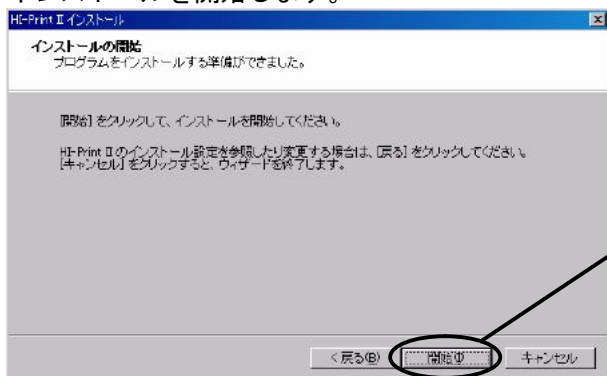 インストールを開始します。
HI-Print Ⅱ インストール
インストールの開始
プログラムをインストールする準備ができました。
[開始] をクリックして、インストールを開始してください。
HI-Print Ⅱ のインストール設定を参照したり変更する場合は、[戻る] をクリックしてください。
[キャンセル] をクリックすると、ウィザードを終了します。
< 戻る(B)
開始(I)
キャンセル